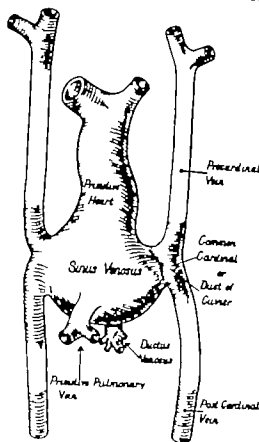 Precardinal
Vein
Primitive
Heart
Common
Cardinal
or
Duct of
Cuvier
Sinus Venosus
Ductus
Venosus
Primitive Pulmonary
Vein
Post Cardinal
Vein